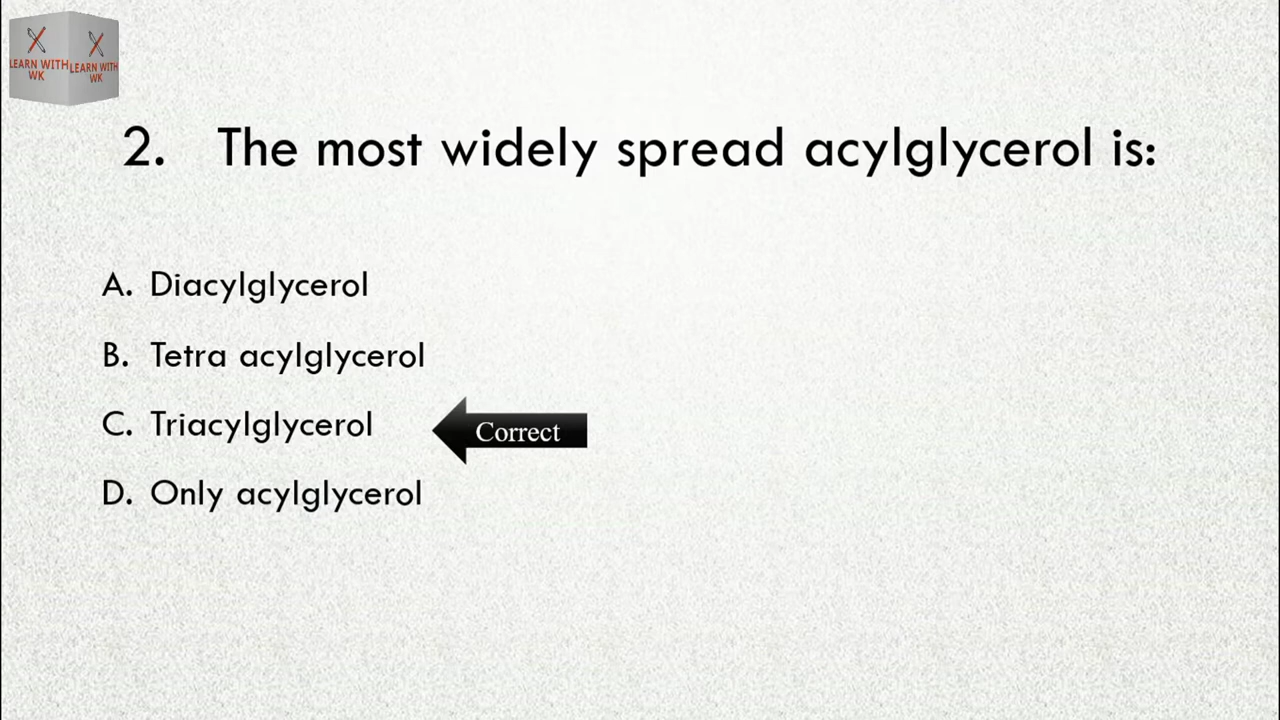 LEARN WITH
WK
LEARN WITH
WK
2. The most widely spread acylglycerol is:
A. Diacylglycerol
B. Tetra acylglycerol
C. Triacylglycerol
Correct
D. Only acylglycerol